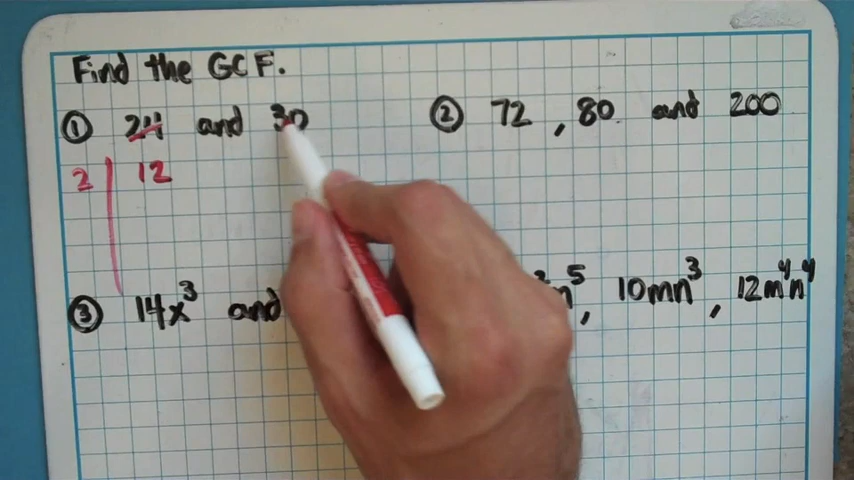 Find the GCF.
① 24 and 30
② 72, 80 and 200
2 | 12
③ 14x³ and
n⁵, 10mn³, 12m⁴n⁴